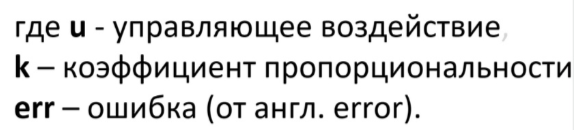 где u - управляющее воздействие,
k – коэффициент пропорциональности
err – ошибка (от англ. error).